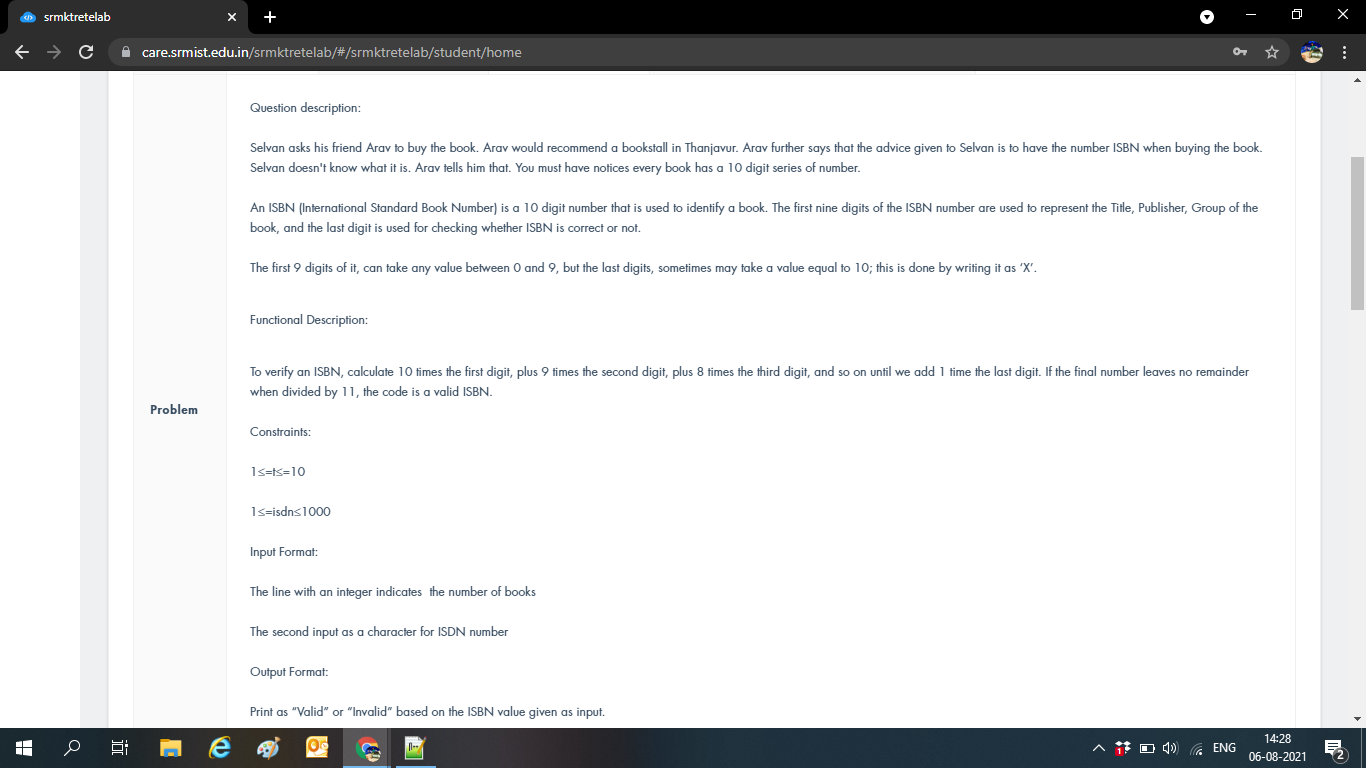 srmktretelab
care.srmist.edu.in/srmktretelab/#/srmktretelab/student/home
Question description:
Selvan asks his friend Arav to buy the book. Arav would recommend a bookstall in Thanjavur. Arav further says that the advice given to Selvan is to have the number ISBN when buying the book.
Selvan doesn't know what it is. Arav tells him that. You must have notices every book has a 10 digit series of number.
An ISBN (International Standard Book Number) is a 10 digit number that is used to identify a book. The first nine digits of the ISBN number are used to represent the Title, Publisher, Group of the
book, and the last digit is used for checking whether ISBN is correct or not.
The first 9 digits of it, can take any value between 0 and 9, but the last digits, sometimes may take a value equal to 10; this is done by writing it as ‘X’.
Functional Description:
To verify an ISBN, calculate 10 times the first digit, plus 9 times the second digit, plus 8 times the third digit, and so on until we add 1 time the last digit. If the final number leaves no remainder
when divided by 11, the code is a valid ISBN.
Problem
Constraints:
1≤=t≤=10
1≤=isdn≤1000
Input Format:
The line with an integer indicates  the number of books
The second input as a character for ISDN number
Output Format:
Print as “Valid” or “Invalid” based on the ISBN value given as input.
ENG
14:28
06-08-2021
2